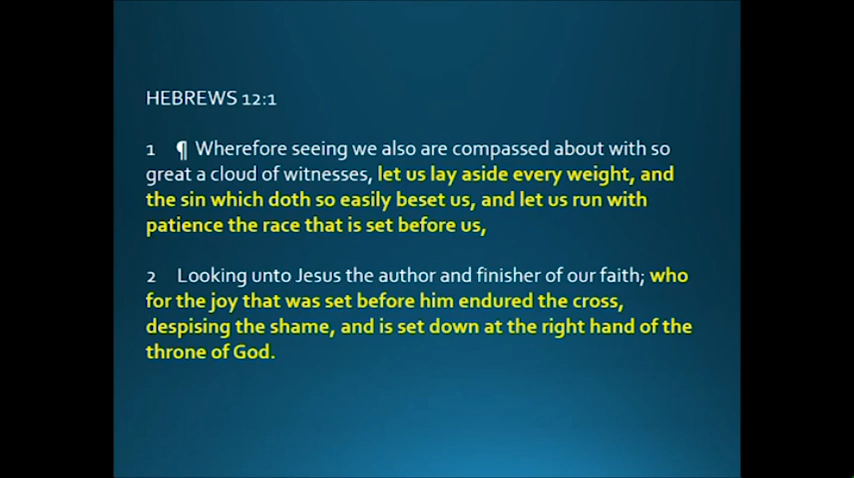 HEBREWS 12:1
1 ¶ Wherefore seeing we also are compassed about with so
great a cloud of witnesses, let us lay aside every weight, and
the sin which doth so easily beset us, and let us run with
patience the race that is set before us,
2 Looking unto Jesus the author and finisher of our faith; who
for the joy that was set before him endured the cross,
despising the shame, and is set down at the right hand of the
throne of God.